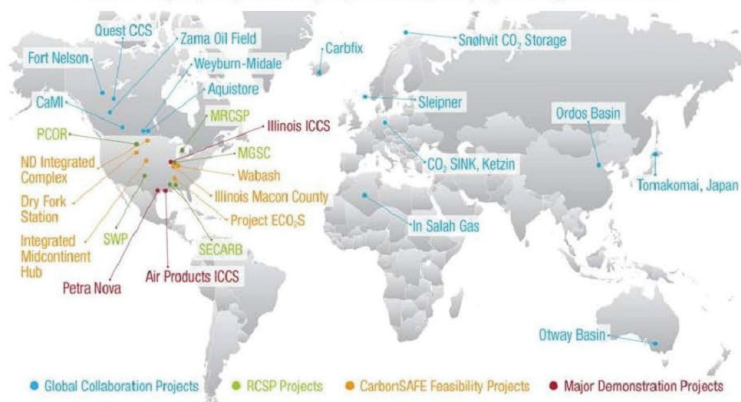 Quest CCS
Zama Oil Field
Fort Nelson
Weyburn-Midale
CaMI
Aquistore
PCOR
MRCSP
Illinois ICCS
ND Integrated
Complex
MGSC
Wabash
Dry Fork
Station
Illinois Macon County
Integrated
Midcontinent
Hub
SWP
Project ECO₂S
SECARB
Petra Nova
Air Products ICCS
Carbfix
Snøhvit CO₂ Storage
Sleipner
Ordos Basin
CO₂ SINK, Ketzin
Tomakomai, Japan
In Salah Gas
Otway Basin
Global Collaboration Projects
RCSP Projects
CarbonSAFE Feasibility Projects
Major Demonstration Projects